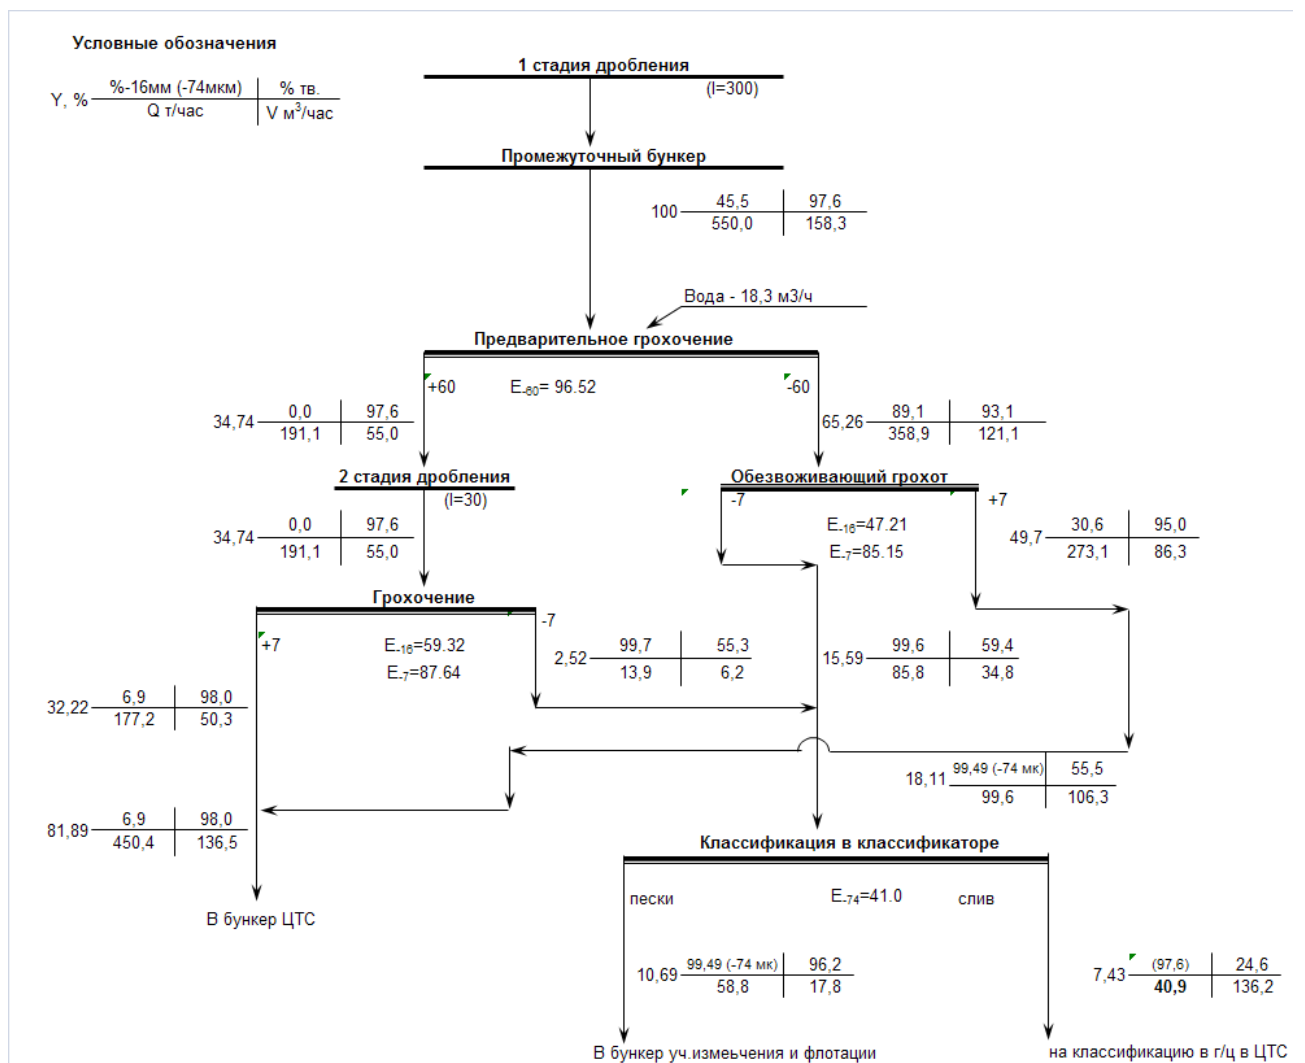 Условные обозначения
Y, % %-16мм (-74мкм) % тв.
Q т/час V м³/час
1 стадия дробления
(I=300)
Промежуточный бункер
100 45,5 97,6
550,0 158,3
Вода - 18,3 м3/ч
Предварительное грохочение
+60 E-60= 96.52 -60
34,74 0,0 97,6
191,1 55,0
65,26 89,1 93,1
358,9 121,1
2 стадия дробления
(I=30)
Обезвоживающий грохот
-7 +7
34,74 0,0 97,6
191,1 55,0
E-16=47.21
E-7=85.15
49,7 30,6 95,0
273,1 86,3
Грохочение
+7 -7
E-16=59.32
E-7=87.64
2,52 99,7 55,3
13,9 6,2
15,59 99,6 59,4
85,8 34,8
32,22 6,9 98,0
177,2 50,3
18,11 99,49 (-74 мк) 55,5
99,6 106,3
81,89 6,9 98,0
450,4 136,5
Классификация в классификаторе
пески E-74=41.0 слив
В бункер ЦТС
10,69 99,49 (-74 мк) 96,2
58,8 17,8
7,43 (97,6) 24,6
40,9 136,2
В бункер уч.измеьчения и флотации
на классификацию в г/ц в ЦТС